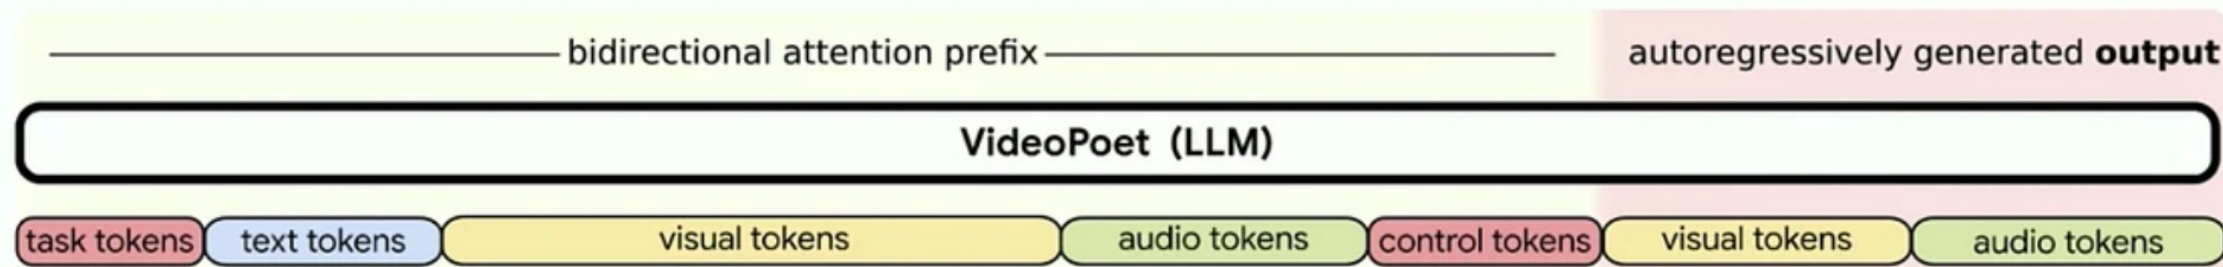 bidirectional attention prefix autoregressively generated output
VideoPoet (LLM)
task tokens text tokens visual tokens audio tokens control tokens visual tokens audio tokens